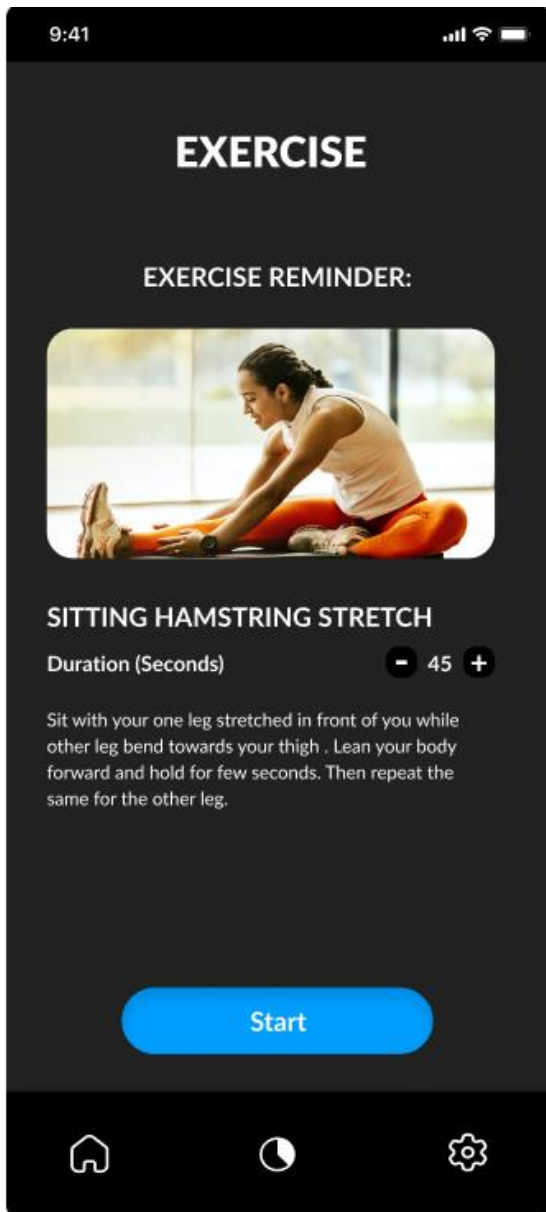 9:41
EXERCISE
EXERCISE REMINDER:
SITTING HAMSTRING STRETCH
Duration (Seconds) - 45 +
Sit with your one leg stretched in front of you while
other leg bend towards your thigh . Lean your body
forward and hold for few seconds. Then repeat the
same for the other leg.
Start